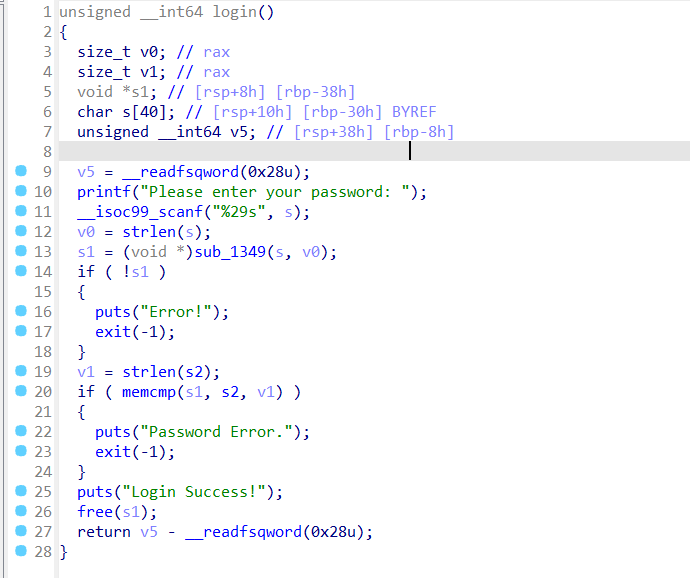 1 unsigned __int64 login()
2 {
3   size_t v0; // rax
4   size_t v1; // rax
5   void *s1; // [rsp+8h] [rbp-38h]
6   char s[40]; // [rsp+10h] [rbp-30h] BYREF
7   unsigned __int64 v5; // [rsp+38h] [rbp-8h]
8
9   v5 = __readfsqword(0x28u);
10   printf("Please enter your password: ");
11   __isoc99_scanf("%29s", s);
12   v0 = strlen(s);
13   s1 = (void *)sub_1349(s, v0);
14   if ( !s1 )
15   {
16     puts("Error!");
17     exit(-1);
18   }
19   v1 = strlen(s2);
20   if ( memcmp(s1, s2, v1) )
21   {
22     puts("Password Error.");
23     exit(-1);
24   }
25   puts("Login Success!");
26   free(s1);
27   return v5 - __readfsqword(0x28u);
28 }